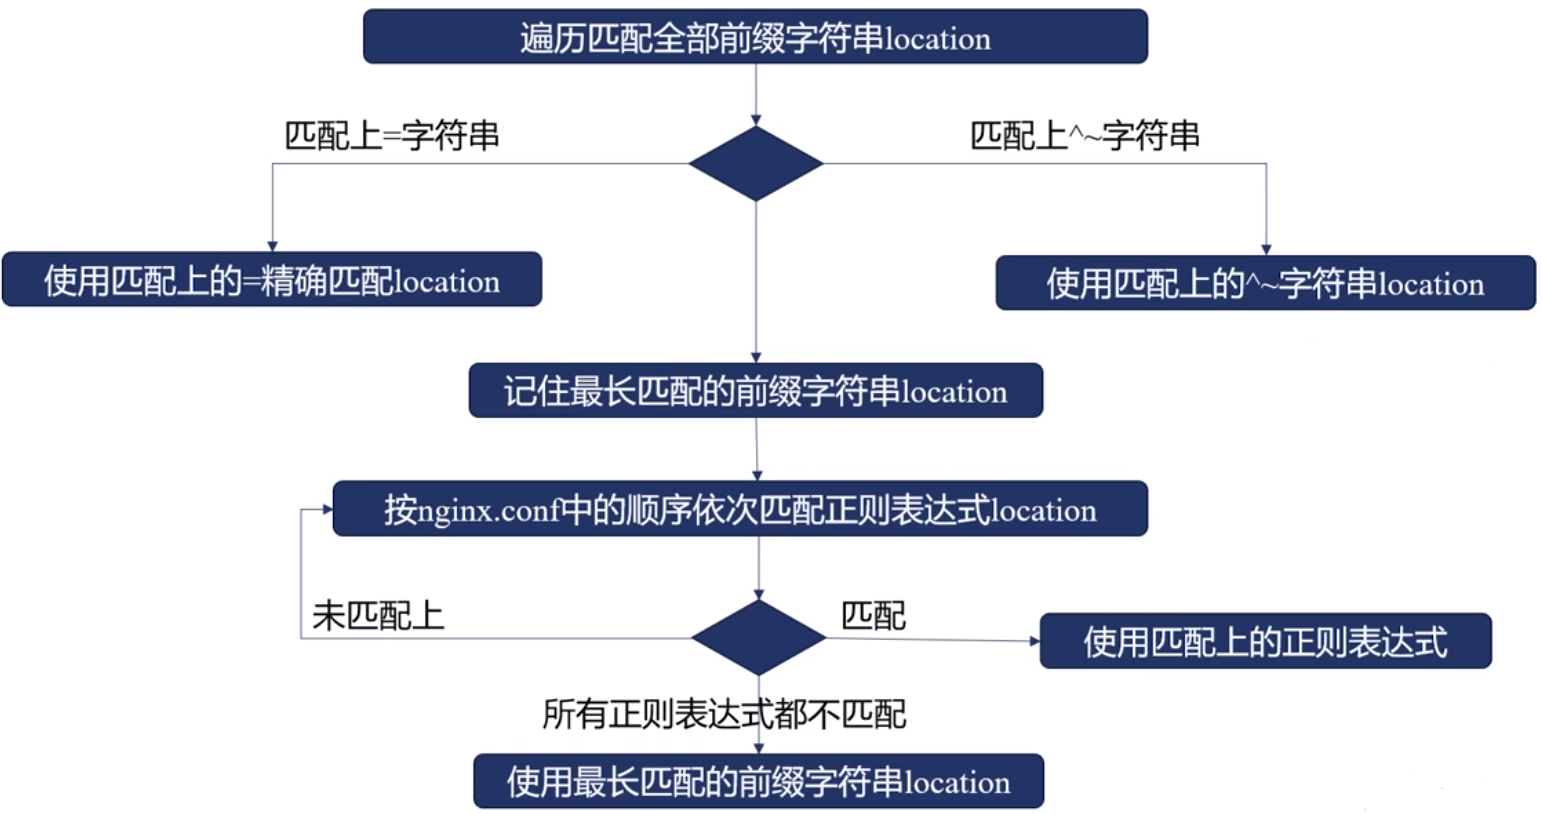 遍历匹配全部前缀字符串location
匹配上=字符串
匹配上^~字符串
使用匹配上的=精确匹配location
使用匹配上的^~字符串location
记住最长匹配的前缀字符串location
按nginx.conf中的顺序依次匹配正则表达式location
未匹配上
匹配
使用匹配上的正则表达式
所有正则表达式都不匹配
使用最长匹配的前缀字符串location